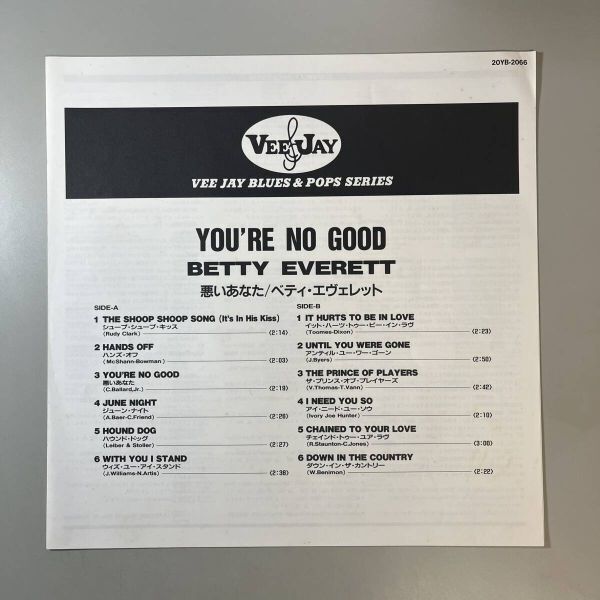 20YB-2066
VEE JAY
VEE JAY BLUES & POPS SERIES
YOU'RE NO GOOD
BETTY EVERETT
悪いあなた/ベティ・エヴェレット
SIDE-A
1 THE SHOOP SHOOP SONG (It's In His Kiss)
シュープ・シュープ・キッス
(Rudy Clark) (2:14)
2 HANDS OFF
ハンズ・オフ
(McShann-Bowman) (2:03)
3 YOU'RE NO GOOD
悪いあなた
(C.Ballard,Jr.) (2:19)
4 JUNE NIGHT
ジューン・ナイト
(A.Baer-C.Friend) (2:28)
5 HOUND DOG
ハウンド・ドッグ
(Leiber & Stoller) (2:27)
6 WITH YOU I STAND
ウィズ・ユー・アイ・スタンド
(J.Williams-N.Artis) (2:38)
SIDE-B
1 IT HURTS TO BE IN LOVE
イット・ハーツ・トゥー・ビー・イン・ラヴ
(Toomes-Dixon) (2:23)
2 UNTIL YOU WERE GONE
アンティル・ユー・ワー・ゴーン
(J.Byers) (2:50)
3 THE PRINCE OF PLAYERS
ザ・プリンス・オブ・プレイヤーズ
(V.Thomas-T.Vann) (2:42)
4 I NEED YOU SO
アイ・ニード・ユー・ソウ
(Ivory Joe Hunter) (2:10)
5 CHAINED TO YOUR LOVE
チェインド・トゥー・ユア・ラヴ
(R.Staunton-C.Jones) (3:00)
6 DOWN IN THE COUNTRY
ダウン・イン・ザ・カントリー
(W.Benimon) (2:22)